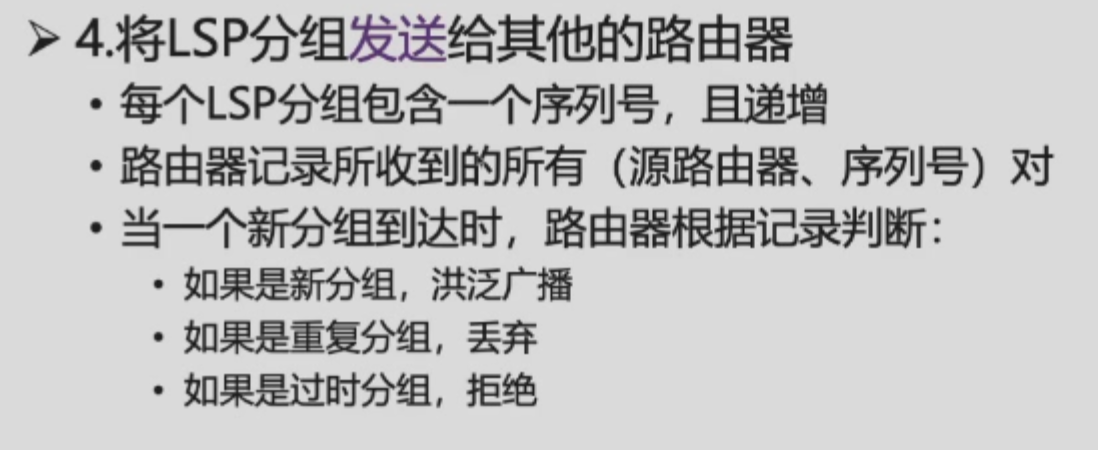 ➢ 4.将LSP分组发送给其他的路由器
• 每个LSP分组包含一个序列号，且递增
• 路由器记录所收到的所有（源路由器、序列号）对
• 当一个新分组到达时，路由器根据记录判断：
• 如果是新分组，洪泛广播
• 如果是重复分组，丢弃
• 如果是过时分组，拒绝